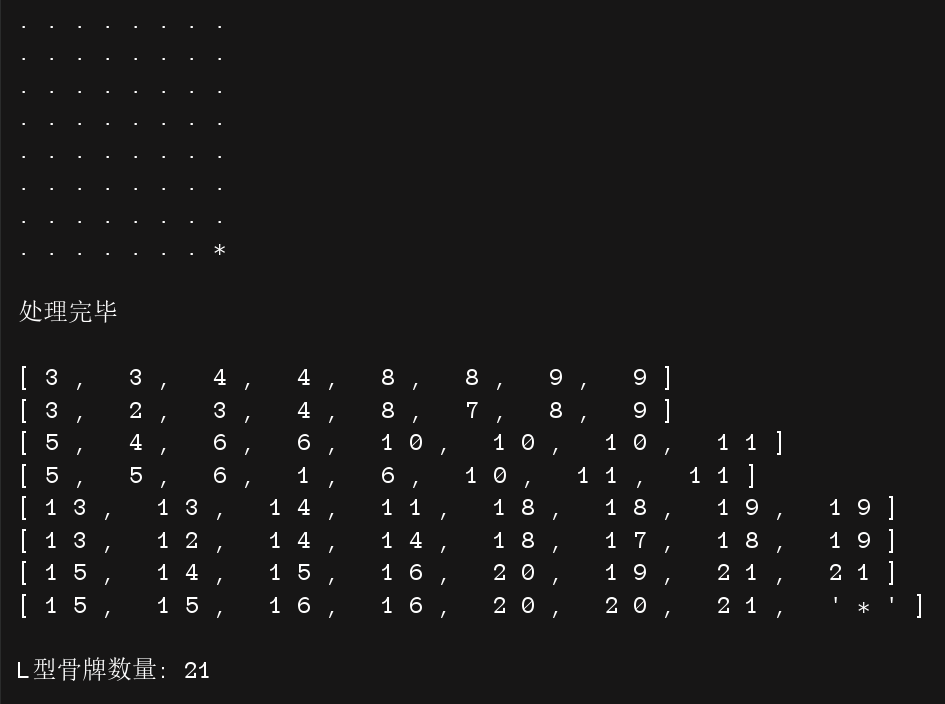 . . . . . . . .
. . . . . . . .
. . . . . . . .
. . . . . . . .
. . . . . . . .
. . . . . . . .
. . . . . . . .
. . . . . . . *
处理完毕
[3, 3, 4, 4, 8, 8, 9, 9]
[3, 2, 3, 4, 8, 7, 8, 9]
[5, 4, 6, 6, 10, 10, 10, 11]
[5, 5, 6, 1, 6, 10, 11, 11]
[13, 13, 14, 11, 18, 18, 19, 19]
[13, 12, 14, 14, 18, 17, 18, 19]
[15, 14, 15, 16, 20, 19, 21, 21]
[15, 15, 16, 16, 20, 20, 21, '*']
L型骨牌数量: 21